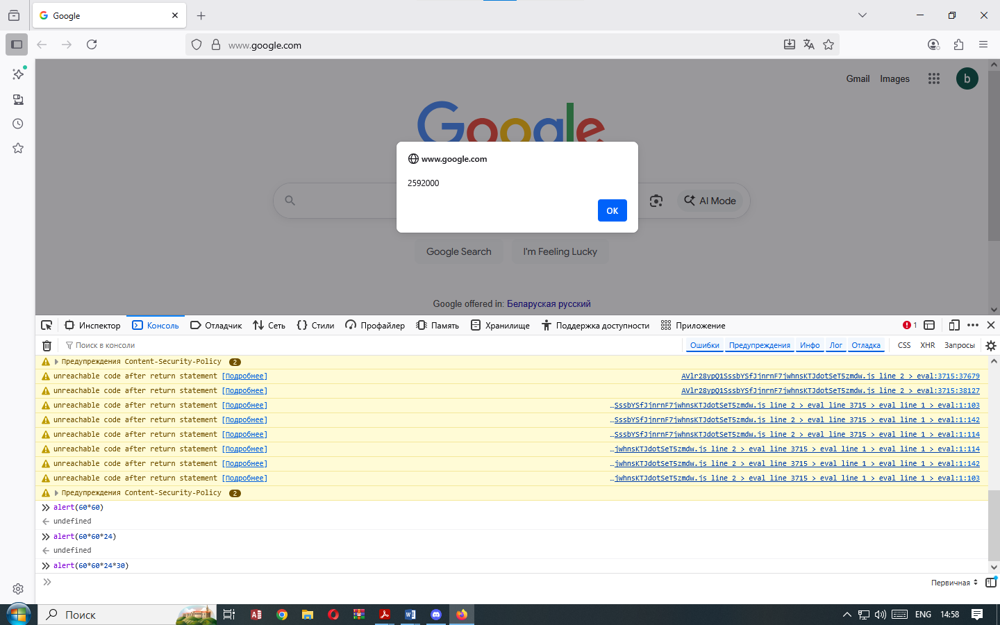 Google
www.google.com
Gmail Images b
Google
www.google.com
2592000
OK
AI Mode
Google Search I'm Feeling Lucky
Google offered in: Беларуская русский
Инспектор Консоль Отладчик Сеть Стили Профайлер Память Хранилище Поддержка доступности Приложение 1
Поиск в консоли Ошибки Предупреждения Инфо Лог Отладка CSS XHR Запросы
Предупреждения Content-Security-Policy 2
unreachable code after return statement [Подробнее] AVlr28ypQ1SssbYSfJjnrnF7jwhnsKTJdotSeT5zmdw.js line 2 > eval:3715:37679
unreachable code after return statement [Подробнее] AVlr28ypQ1SssbYSfJjnrnF7jwhnsKTJdotSeT5zmdw.js line 2 > eval:3715:38127
unreachable code after return statement [Подробнее] …SssbYSfJjnrnF7jwhnsKTJdotSeT5zmdw.js line 2 > eval line 3715 > eval line 1 > eval:1:103
unreachable code after return statement [Подробнее] …SssbYSfJjnrnF7jwhnsKTJdotSeT5zmdw.js line 2 > eval line 3715 > eval line 1 > eval:1:142
unreachable code after return statement [Подробнее] …SssbYSfJjnrnF7jwhnsKTJdotSeT5zmdw.js line 2 > eval line 3715 > eval line 1 > eval:1:114
unreachable code after return statement [Подробнее] …jwhnsKTJdotSeT5zmdw.js line 2 > eval line 3715 > eval line 1 > eval line 1 > eval:1:114
unreachable code after return statement [Подробнее] …jwhnsKTJdotSeT5zmdw.js line 2 > eval line 3715 > eval line 1 > eval line 1 > eval:1:142
unreachable code after return statement [Подробнее] …jwhnsKTJdotSeT5zmdw.js line 2 > eval line 3715 > eval line 1 > eval line 1 > eval:1:103
Предупреждения Content-Security-Policy 2
alert(60*60)
undefined
alert(60*60*24)
undefined
alert(60*60*24*30)
Первичная
Поиск ENG 14:58